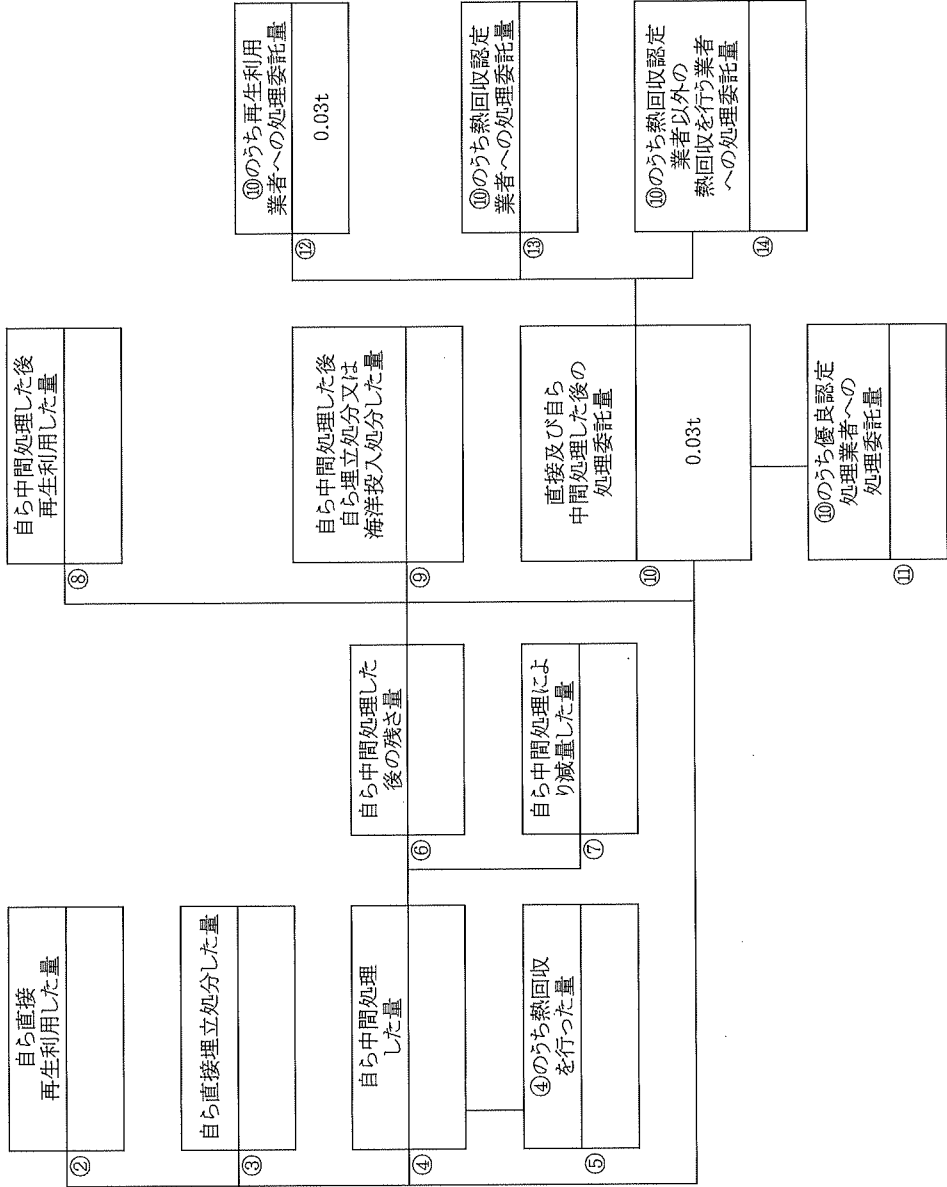 ②
自ら直接
再生利用した量
③
自ら直接埋立処分した量
④
自ら中間処理
した量
⑤
④のうち熱回収
を行った量
⑥
自ら中間処理した
後の残さ量
⑦
自ら中間処理によ
り減量した量
⑧
自ら中間処理した後
再生利用した量
⑨
自ら中間処理した後
自ら埋立処分又は
海洋投入処分した量
⑩
直接及び自ら
中間処理した後の
処理委託量
0.03t
⑪
⑩のうち優良認定
処理業者への
処理委託量
⑫
⑩のうち再生利用
業者への処理委託量
0.03t
⑬
⑩のうち熱回収認定
業者への処理委託量
⑭
⑩のうち熱回収認定
業者以外の
熱回収を行う業者
への処理委託量